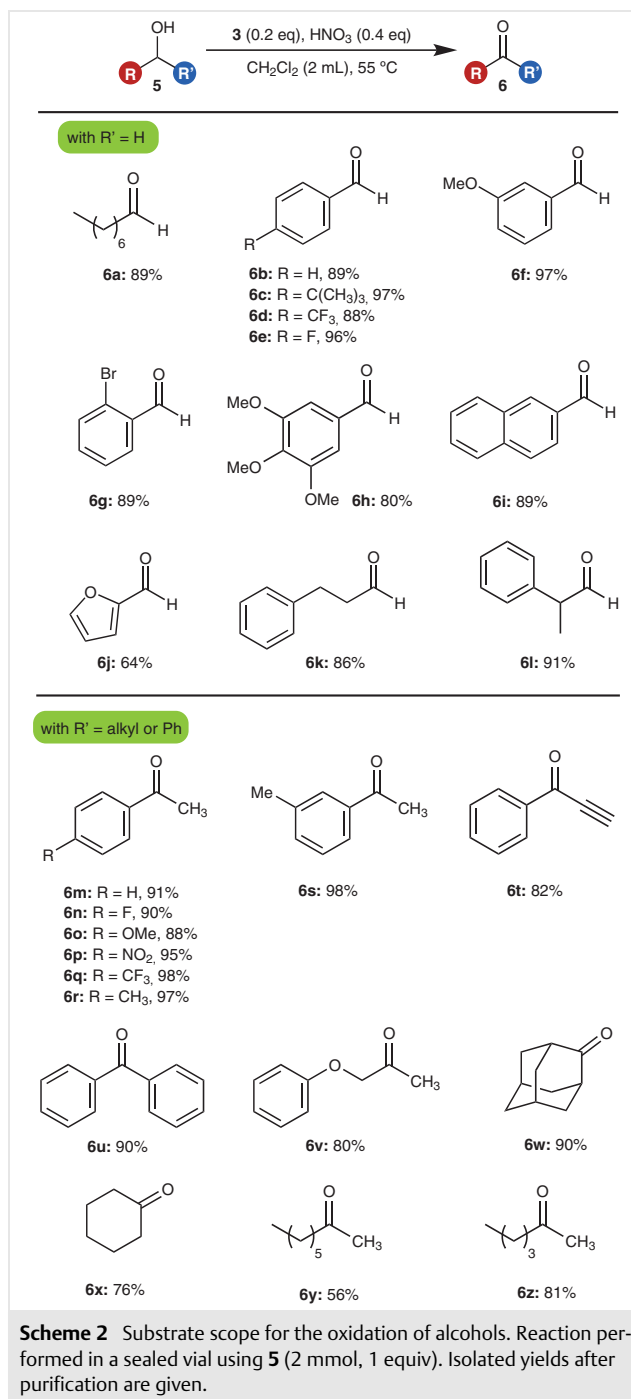 OH
3 (0.2 eq), HNO₃ (0.4 eq)
O
R
R'
CH₂Cl₂ (2 mL), 55 ºC
R
R'
5
6
with R' = H
O
H
6
6a: 89%
O
H
R
6b: R = H, 89%
6c: R = C(CH₃)₃, 97%
6d: R = CF₃, 88%
6e: R = F, 96%
O
MeO
H
6f: 97%
Br
O
H
6g: 89%
O
MeO
H
MeO
OMe
6h: 80%
O
H
6i: 89%
O
O
H
6j: 64%
O
H
6k: 86%
O
H
6l: 91%
with R' = alkyl or Ph
O
CH₃
R
6m: R = H, 91%
6n: R = F, 90%
6o: R = OMe, 88%
6p: R = NO₂, 95%
6q: R = CF₃, 98%
6r: R = CH₃, 97%
O
Me
CH₃
6s: 98%
O
6t: 82%
O
6u: 90%
O
O
CH₃
6v: 80%
O
6w: 90%
O
6x: 76%
O
CH₃
5
6y: 56%
O
CH₃
3
6z: 81%
Scheme 2 Substrate scope for the oxidation of alcohols. Reaction per-
formed in a sealed vial using 5 (2 mmol, 1 equiv). Isolated yields after
purification are given.